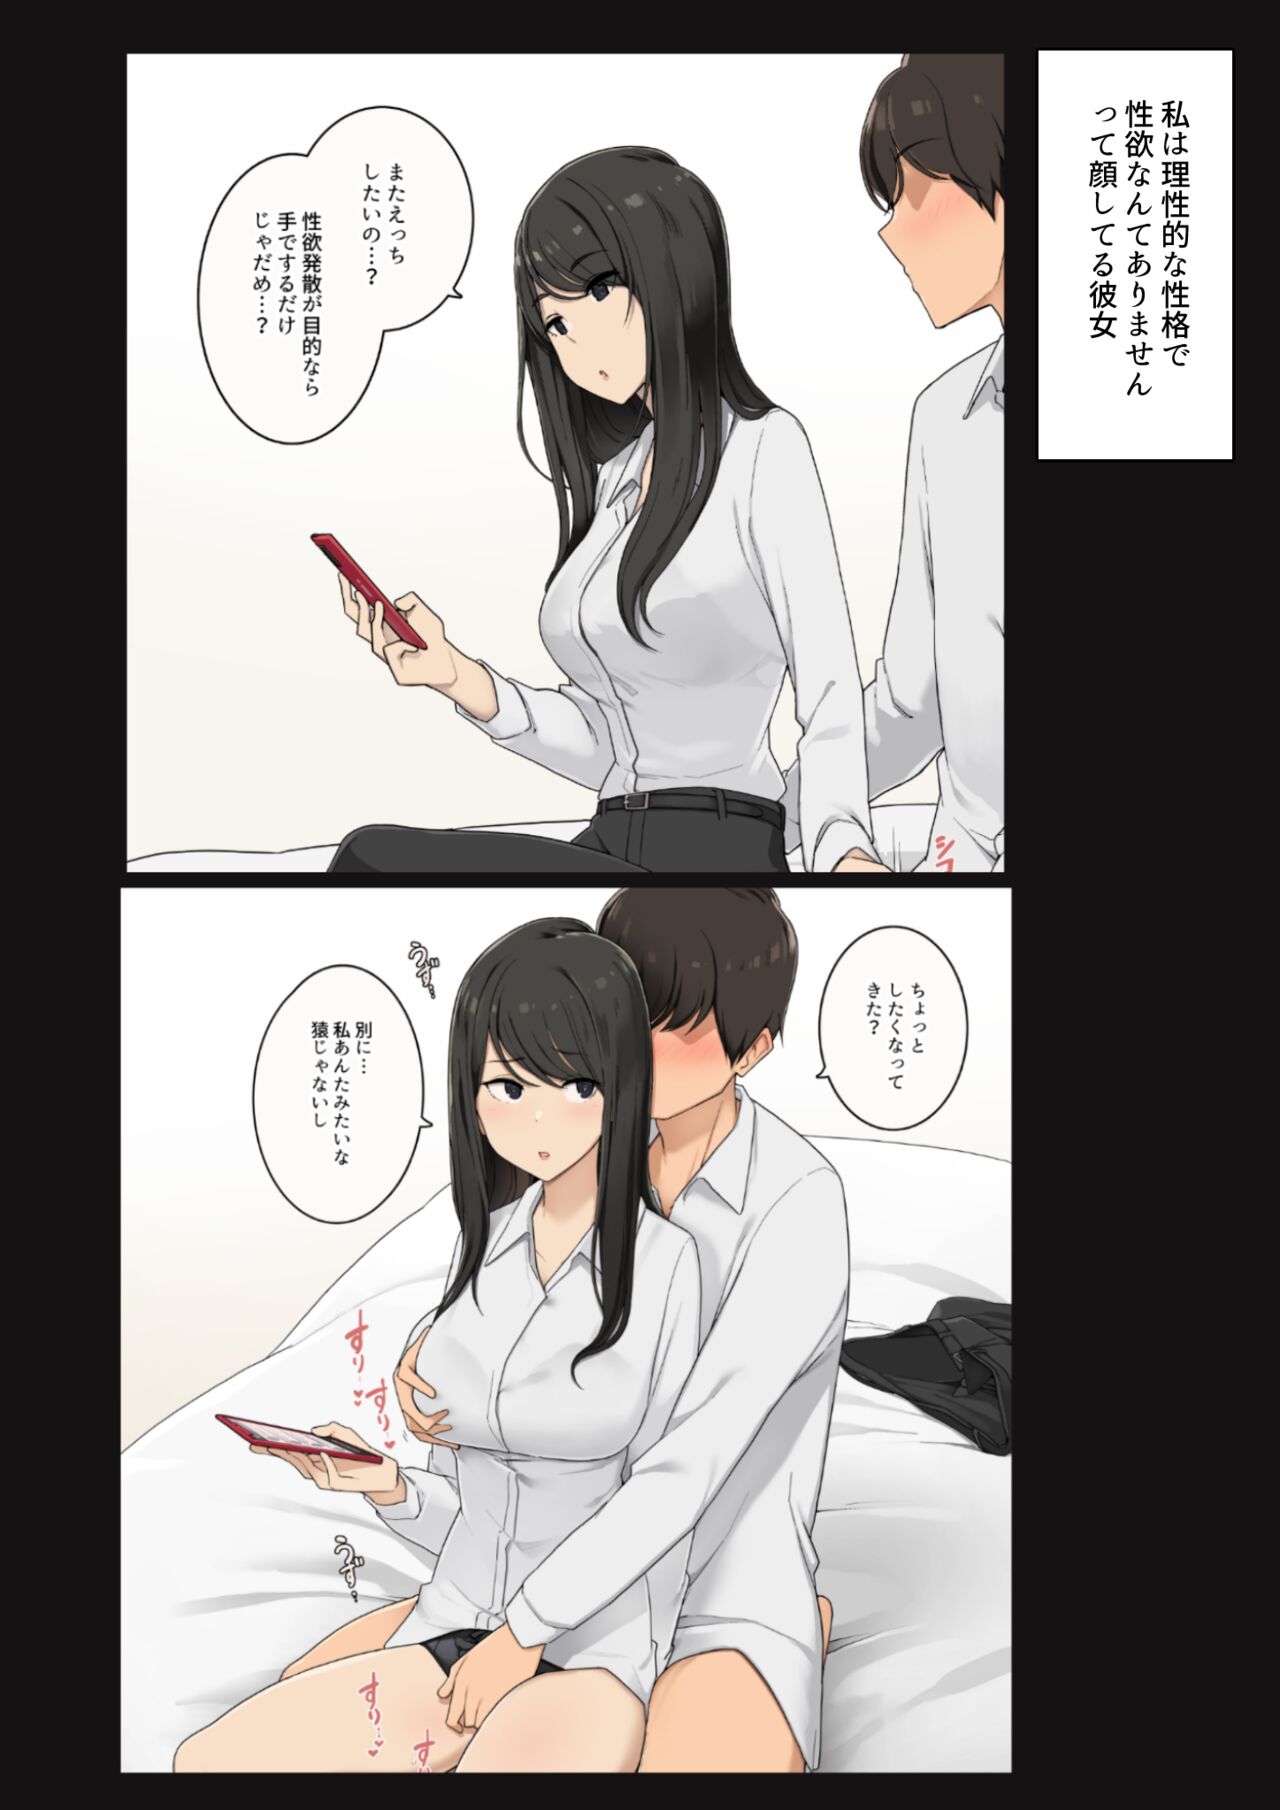 私は理性的な性格で
性欲なんてありません
って顔してる彼女
またえっち
したいの…？
性欲発散が目的なら
手でするだけ
じゃだめ…？
シコ
ちょっと
したくなって
きた？
うず…
別に…
私あんたみたいな
猿じゃないし
すり…♥
すり…♥
うず…
すり…♥
すり…♥